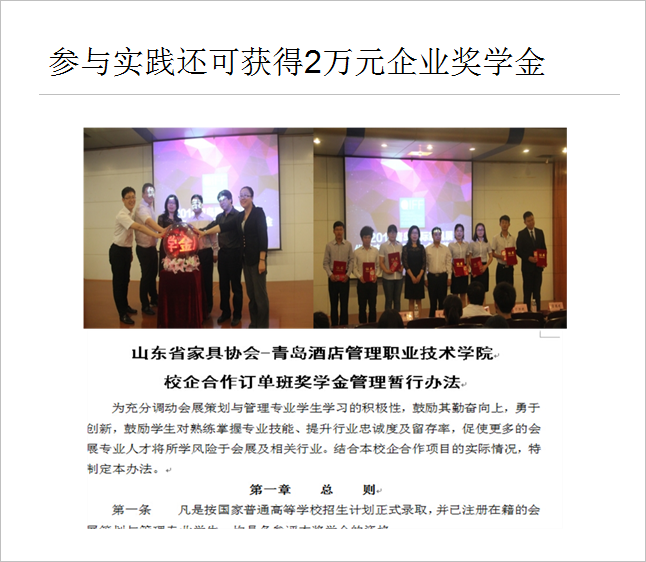 参与实践还可获得2万元企业奖学金
学金
201
山东省家具协会-青岛酒店管理职业技术学院
校企合作订单班奖学金管理暂行办法
为充分调动会展策划与管理专业学生学习的积极性，鼓励其勤奋向上，勇于
创新，鼓励学生对熟练掌握专业技能、提升行业忠诚度及留存率，促使更多的会
展专业人才将所学风险于会展及相关行业。结合本校企合作项目的实际情况，特
制定本办法。
第一章 总 则
第一条 凡是按国家普通高等学校招生计划正式录取，并已注册在籍的会